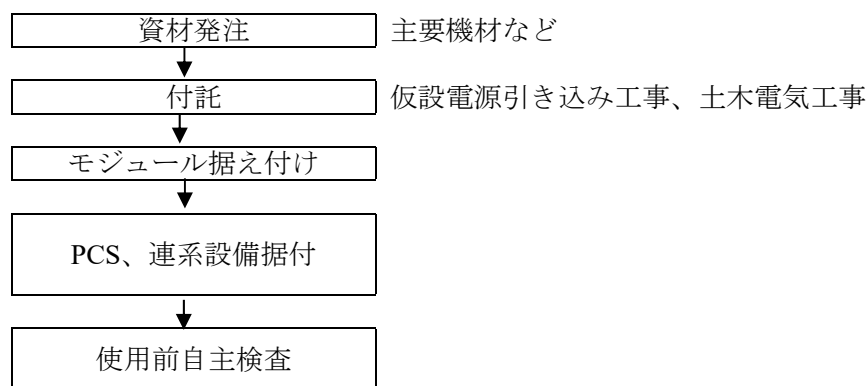 資材発注 主要機材など
付託 仮設電源引き込み工事、土木電気工事
モジュール据え付け
PCS、連系設備据付
使用前自主検査